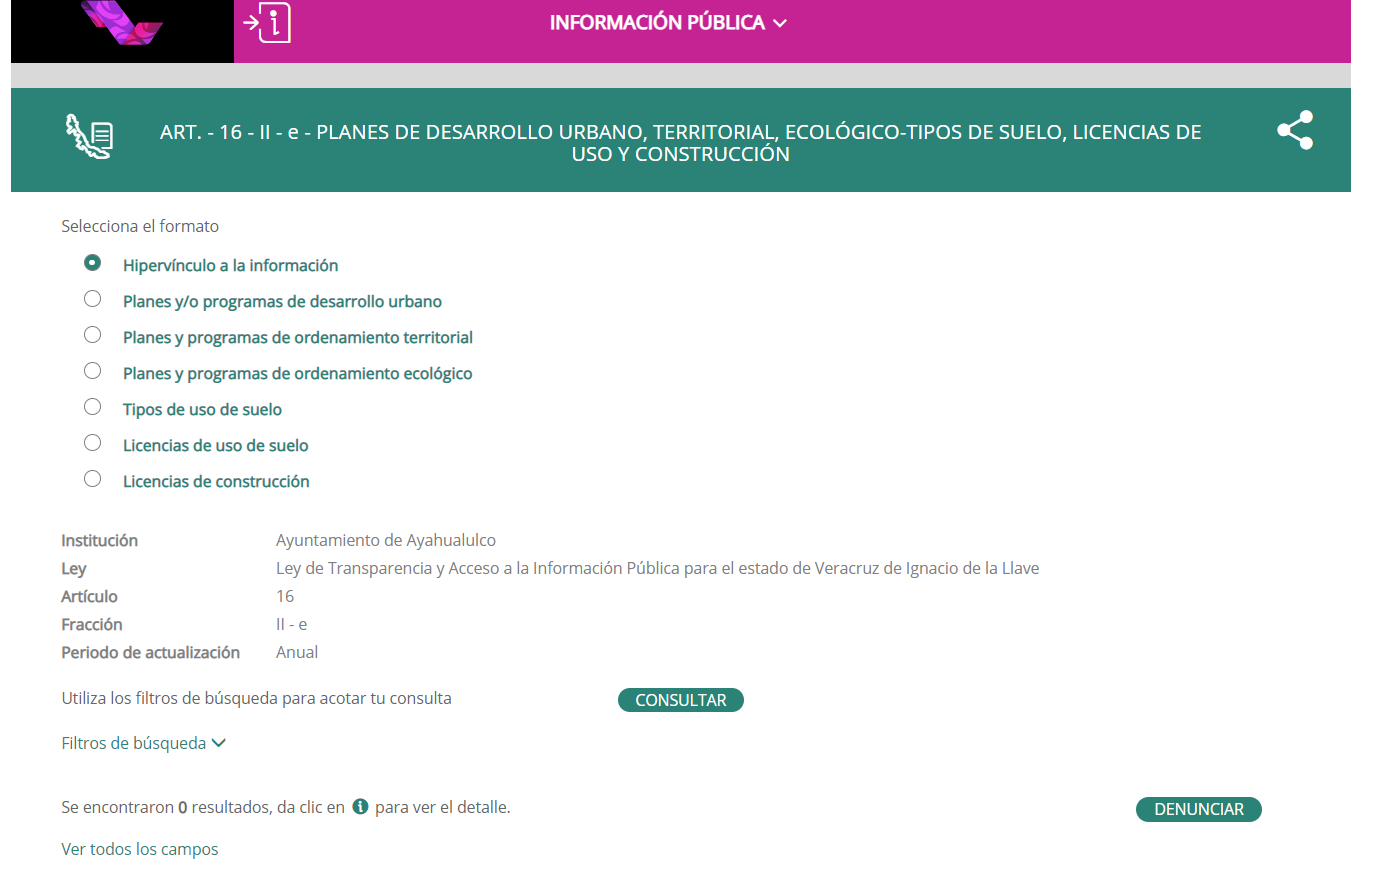 INFORMACIÓN PÚBLICA
ART. - 16 - II - e - PLANES DE DESARROLLO URBANO, TERRITORIAL, ECOLÓGICO-TIPOS DE SUELO, LICENCIAS DE
USO Y CONSTRUCCIÓN
Selecciona el formato
Hipervínculo a la información
Planes y/o programas de desarrollo urbano
Planes y programas de ordenamiento territorial
Planes y programas de ordenamiento ecológico
Tipos de uso de suelo
Licencias de uso de suelo
Licencias de construcción
Institución Ayuntamiento de Ayahualulco
Ley Ley de Transparencia y Acceso a la Información Pública para el estado de Veracruz de Ignacio de la Llave
Artículo 16
Fracción II - e
Periodo de actualización Anual
Utiliza los filtros de búsqueda para acotar tu consulta CONSULTAR
Filtros de búsqueda
Se encontraron 0 resultados, da clic en i para ver el detalle. DENUNCIAR
Ver todos los campos